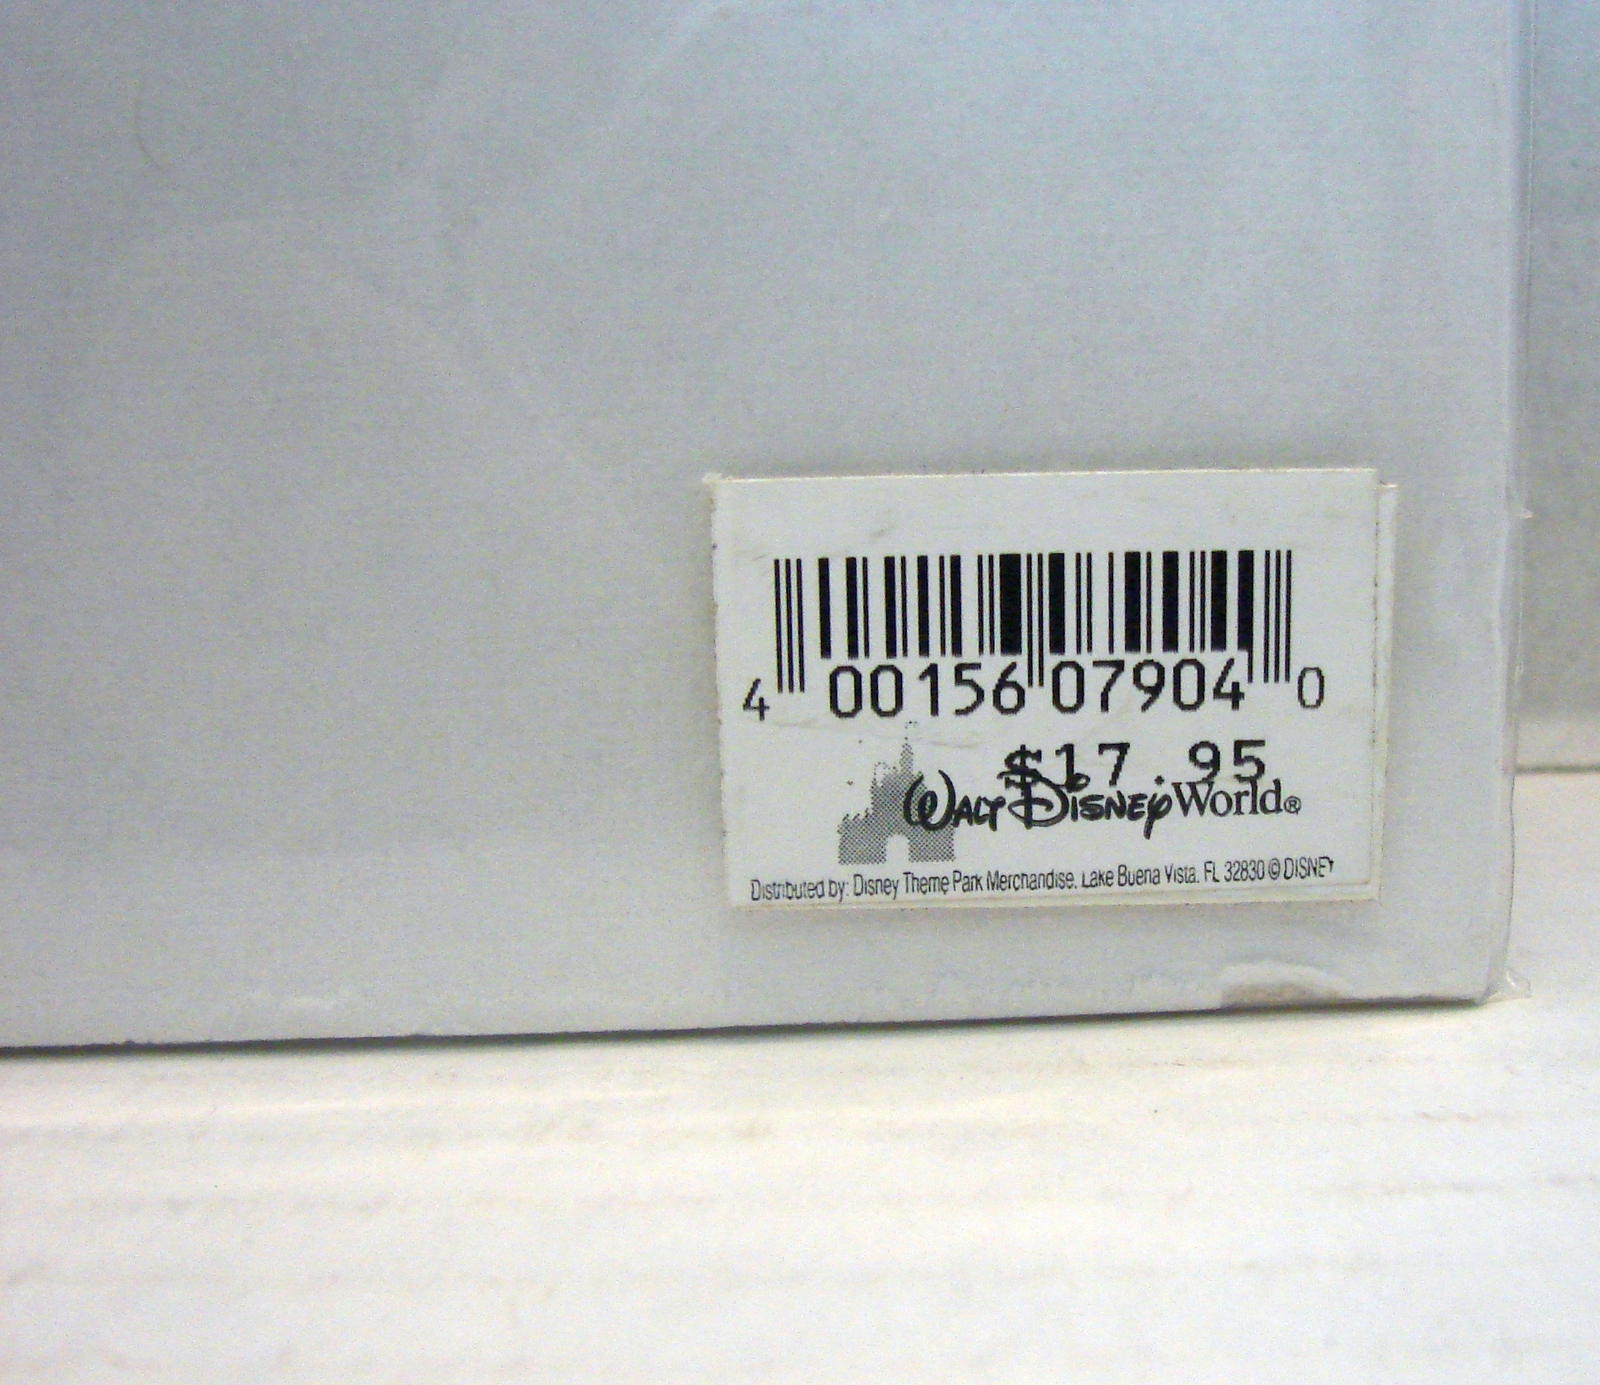 4 00156 07904 0
$17.95
WALT DISNEY World®
Distributed by: Disney Theme Park Merchandise, Lake Buena Vista, FL 32830 © DISNEY